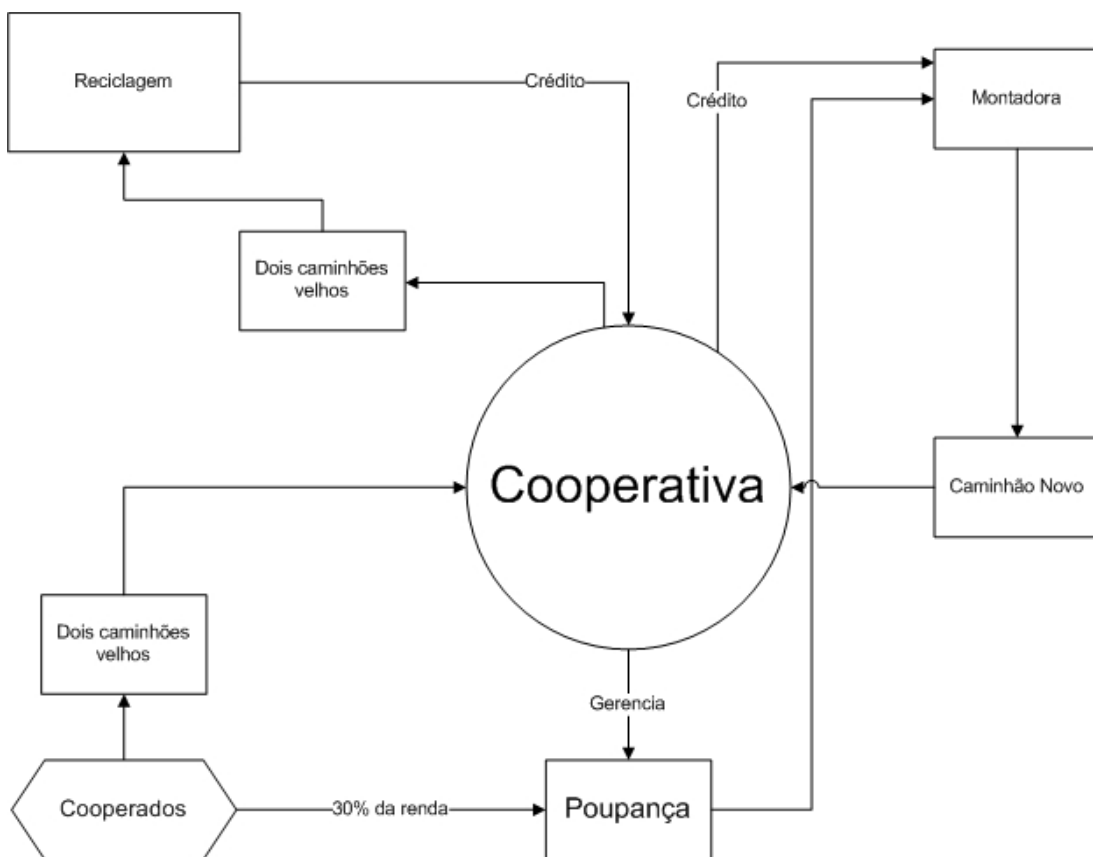 Reciclagem
Crédito
Crédito
Montadora
Dois caminhões
velhos
Cooperativa
Caminhão Novo
Dois caminhões
velhos
Gerencia
Cooperados
30% da renda
Poupança